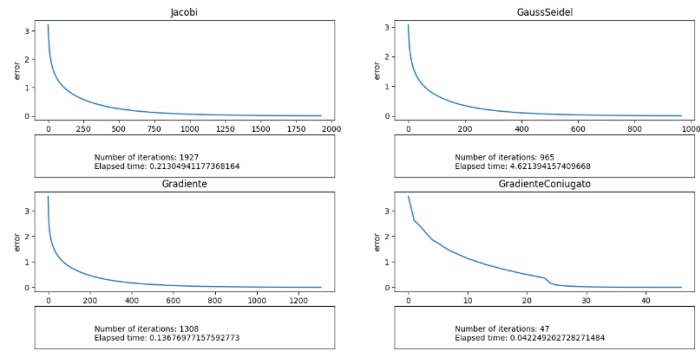 Jacobi
GaussSeidel
3
2
1
0
error
0
250
500
750
1000
1250
1500
1750
2000
3
2
1
0
error
0
200
400
600
800
1000
Number of iterations: 1927
Elapsed time: 0.21304941177368164
Number of iterations: 965
Elapsed time: 4.621394157409668
Gradiente
GradienteConiugato
3
2
1
0
error
0
200
400
600
800
1000
1200
3
2
1
0
error
0
10
20
30
40
Number of iterations: 1308
Elapsed time: 0.13676977157592773
Number of iterations: 47
Elapsed time: 0.042249202728271484